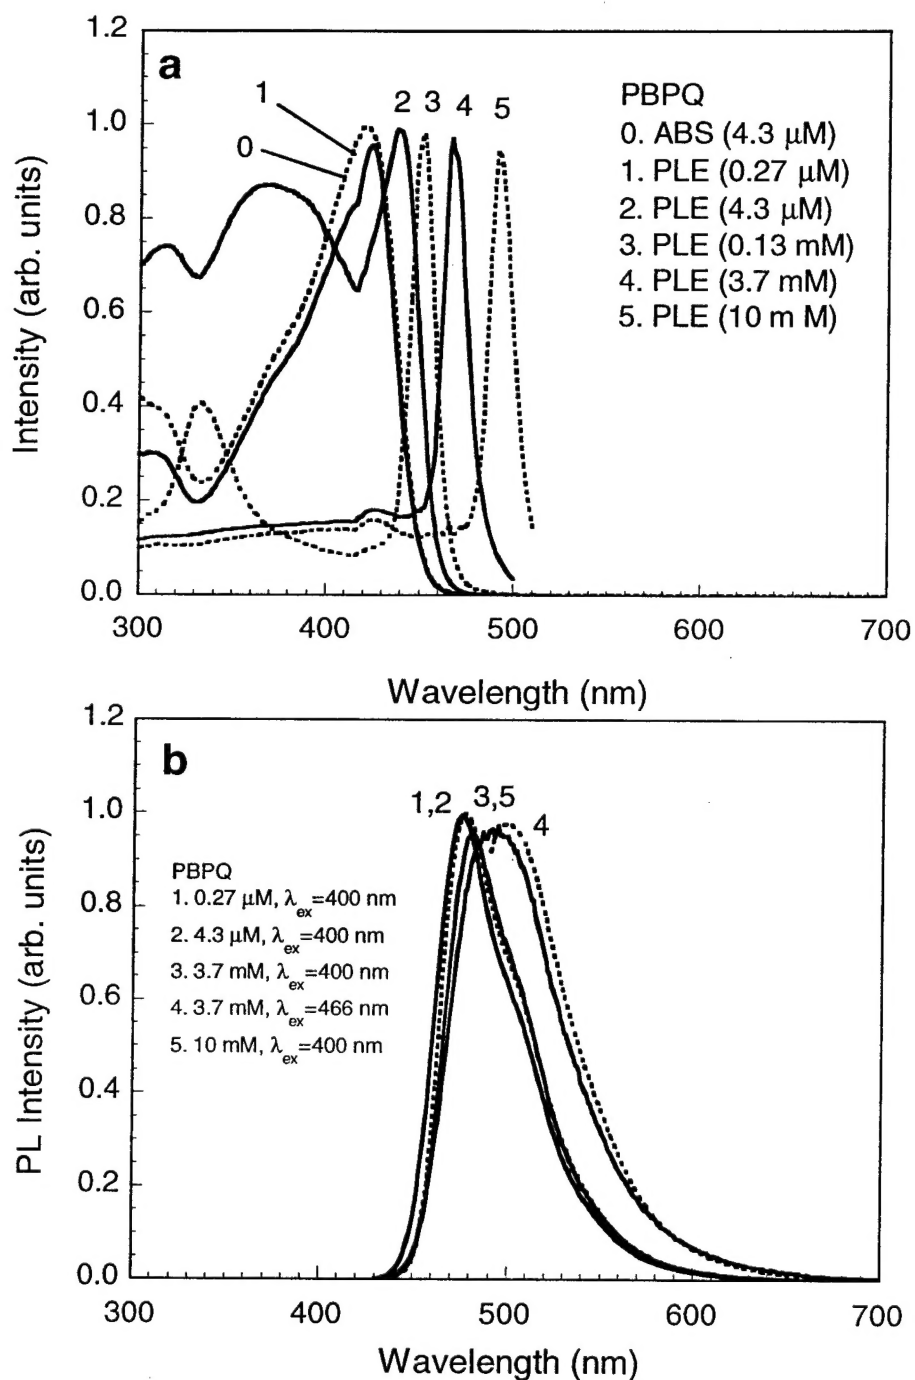 1.2
a
1
2 3 4 5
0
1.0
0.8
0.6
0.4
0.2
0.0
Intensity (arb. units)
PBPQ
0. ABS (4.3 μM)
1. PLE (0.27 μM)
2. PLE (4.3 μM)
3. PLE (0.13 mM)
4. PLE (3.7 mM)
5. PLE (10 m M)
300 400 500 600 700
Wavelength (nm)
1.2
b
1,2 3,5 4
1.0
0.8
0.6
0.4
0.2
0.0
PL Intensity (arb. units)
PBPQ
1. 0.27 μM, λex=400 nm
2. 4.3 μM, λex=400 nm
3. 3.7 mM, λex=400 nm
4. 3.7 mM, λex=466 nm
5. 10 mM, λex=400 nm
300 400 500 600 700
Wavelength (nm)